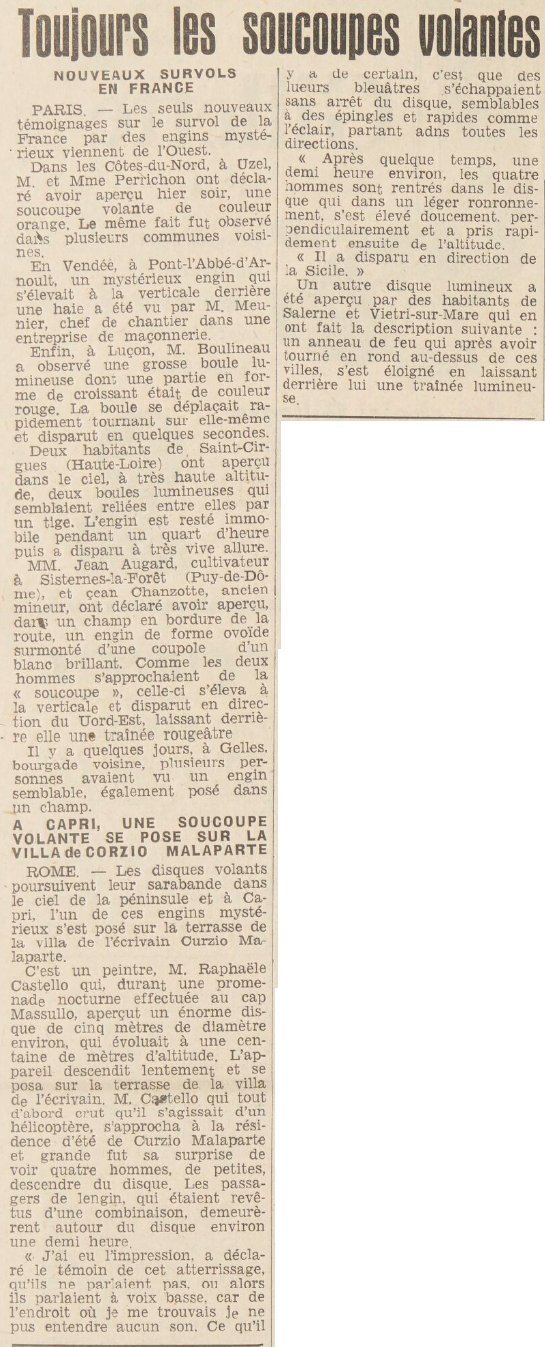 Toujours les soucoupes volantes
NOUVEAUX SURVOLS
EN FRANCE
PARIS. — Les seuls nouveaux
témoignages sur le survol de la
France par des engins mysté-
rieux viennent de l'Ouest.
Dans les Côtes-du-Nord, à Uzel,
M. et Mme Perrichon ont décla-
ré avoir aperçu hier soir, une
soucoupe volante de couleur
orange. Le même fait fut observé
dans plusieurs communes voisi-
nes.
En Vendée, à Pont-l'Abbé-d'Ar-
noult, un mystérieux engin qui
s'élevait à la verticale derrière
une haie a été vu par M. Meu-
nier, chef de chantier dans une
entreprise de maçonnerie.
Enfin, à Luçon, M. Boulineau
a observé une grosse boule lu-
mineuse dont une partie en for-
me de croissant était de couleur
rouge. La boule se déplaçait ra-
pidement tournant sur elle-même
et disparut en quelques secondes.
Deux habitants de Saint-Cir-
gues (Haute-Loire) ont aperçu
dans le ciel, à très haute altitu-
de, deux boules lumineuses qui
semblaient reliées entre elles par
un tige. L'engin est resté immo-
bile pendant un quart d'heure
puis a disparu à très vive allure.
MM. Jean Augard, cultivateur
à Sisternes-la-Forêt (Puy-de-Dô-
me), et çean Chanzotte, ancien
mineur, ont déclaré avoir aperçu,
dans un champ en bordure de la
route, un engin de forme ovoïde
surmonté d'une coupole d'un
blanc brillant. Comme les deux
hommes s'approchaient de la
« soucoupe », celle-ci s'éleva à
la verticale et disparut en direc-
tion du Uord-Est, laissant derriè-
re elle une traînée rougeâtre
Il y a quelques jours, à Gelles,
bourgade voisine, plusieurs per-
sonnes avaient vu un engin
semblable, également posé dans
un champ.
A CAPRI, UNE SOUCOUPE
VOLANTE SE POSE SUR LA
VILLA de CORZIO MALAPARTE
ROME. — Les disques volants
poursuivent leur sarabande dans
le ciel de la péninsule et à Ca-
pri, l'un de ces engins mysté-
rieux s'est posé sur la terrasse de
la villa de l'écrivain Curzio Ma-
laparte.
C'est un peintre, M. Raphaële
Castello qui, durant une prome-
nade nocturne effectuée au cap
Massullo, aperçut un énorme dis-
que de cinq mètres de diamètre
environ, qui évoluait à une cen-
taine de mètres d'altitude. L'ap-
pareil descendit lentement et se
posa sur la terrasse de la villa
de l'écrivain. M. Castello qui tout
d'abord crut qu'il s'agissait d'un
hélicoptère, s'approcha à la rési-
dence d'été de Curzio Malaparte
et grande fut sa surprise de
voir quatre hommes, de petites,
descendre du disque. Les passa-
gers de lengin, qui étaient revê-
tus d'une combinaison, demeurè-
rent autour du disque environ
une demi heure.
« J'ai eu l'impression, a décla-
ré le témoin de cet atterrissage,
qu'ils ne parlaient pas, ou alors
ils parlaient à voix basse, car de
l'endroit où je me trouvais je ne
pus entendre aucun son. Ce qu'il
y a de certain, c'est que des
lueurs bleuâtres s'échappaient
sans arrêt du disque, semblables
à des épingles et rapides comme
l'éclair, partant adns toutes les
directions.
« Après quelque temps, une
demi heure environ, les quatre
hommes sont rentrés dans le dis-
que qui dans un léger ronronne-
ment, s'est élevé doucement, per-
pendiculairement et a pris rapi-
dement ensuite de l'altitude.
« Il a disparu en direction de
la Sicile. »
Un autre disque lumineux a
été aperçu par des habitants de
Salerne et Vietri-sur-Mare qui en
ont fait la description suivante :
un anneau de feu qui après avoir
tourné en rond au-dessus de ces
villes, s'est éloigné en laissant
derrière lui une traînée lumineu-
se.